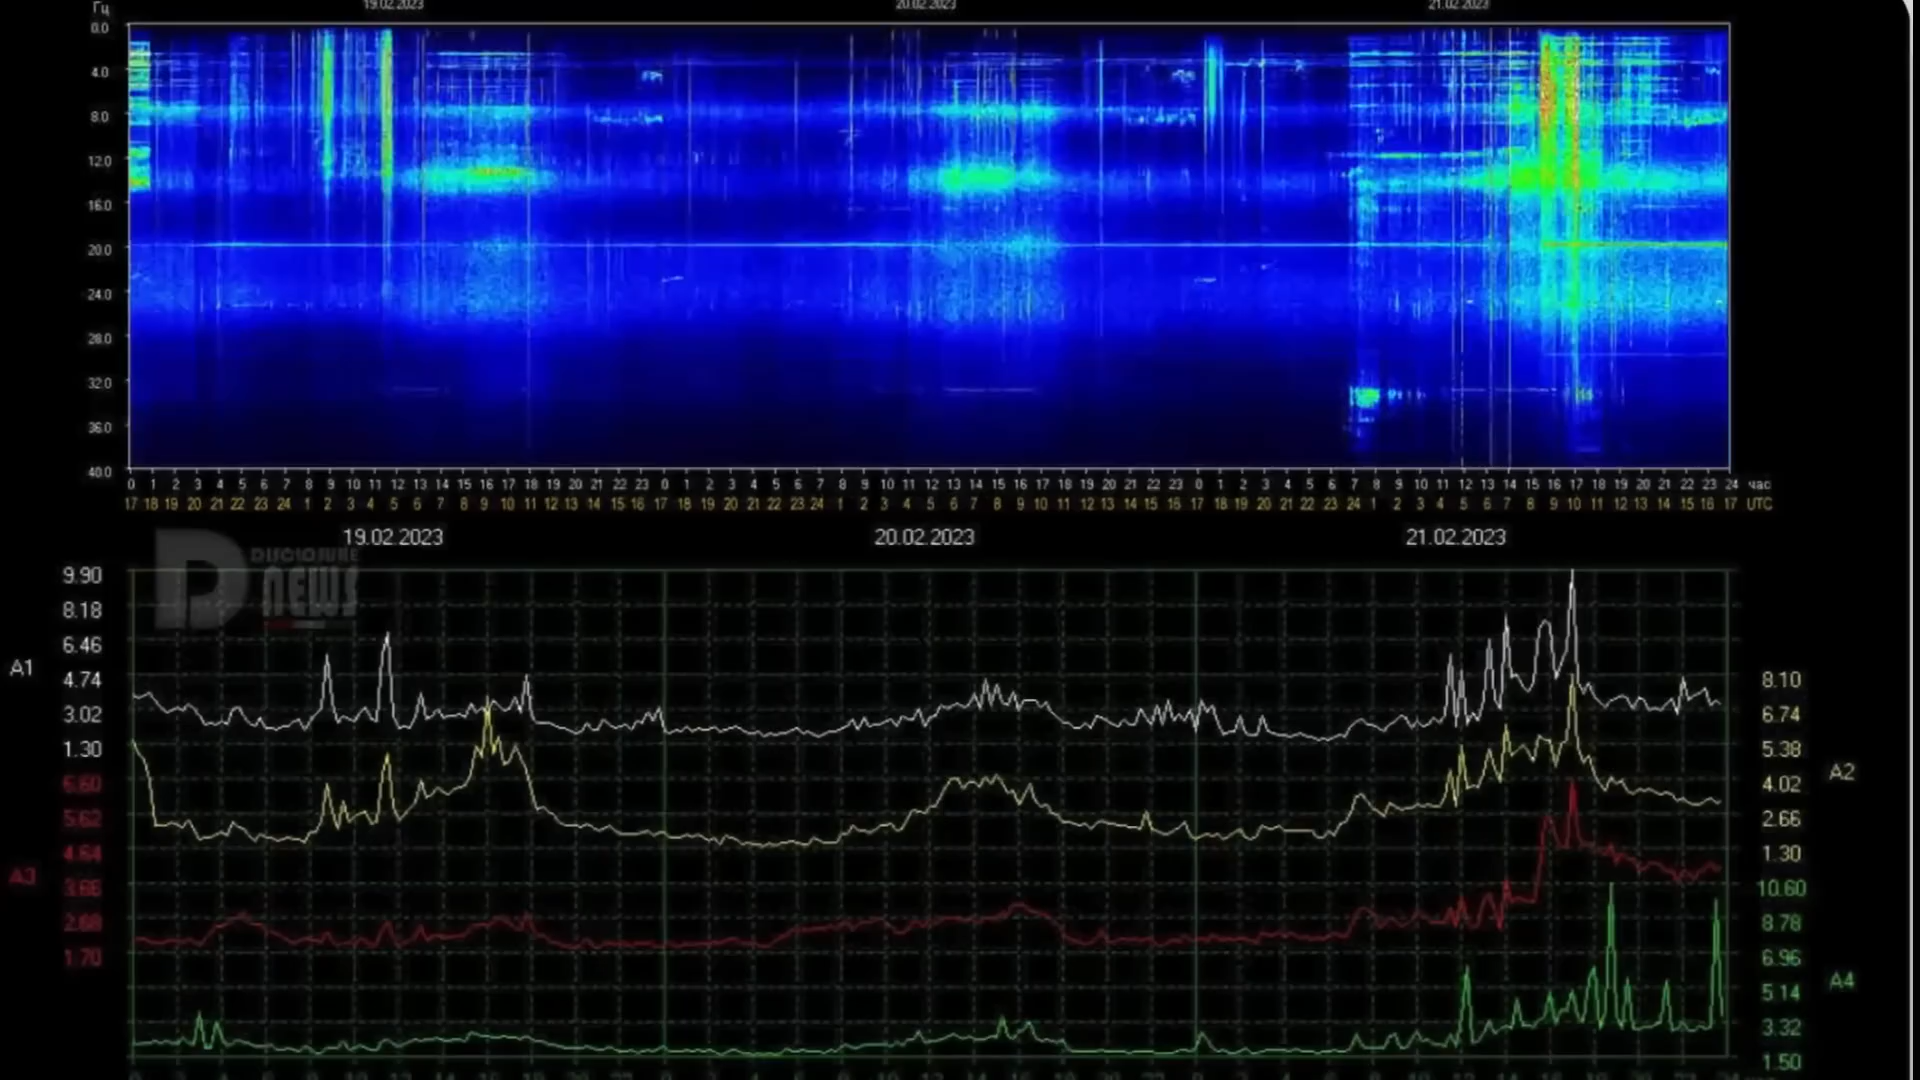 Гц
19.02.2023 20.02.2023 21.02.2023
0.0
4.0
8.0
12.0
16.0
20.0
24.0
28.0
32.0
36.0
40.0
0 1 2 3 4 5 6 7 8 9 10 11 12 13 14 15 16 17 18 19 20 21 22 23 0 1 2 3 4 5 6 7 8 9 10 11 12 13 14 15 16 17 18 19 20 21 22 23 0 1 2 3 4 5 6 7 8 9 10 11 12 13 14 15 16 17 18 19 20 21 22 23 24 час
17 18 19 20 21 22 23 24 1 2 3 4 5 6 7 8 9 10 11 12 13 14 15 16 17 18 19 20 21 22 23 24 1 2 3 4 5 6 7 8 9 10 11 12 13 14 15 16 17 18 19 20 21 22 23 24 1 2 3 4 5 6 7 8 9 10 11 12 13 14 15 16 17 UTC
19.02.2023 20.02.2023 21.02.2023
D DISCLOSURE
NEWS
9.90
8.18
6.46
A1
4.74 8.10
3.02 6.74
1.30 5.38
A2
6.60 4.02
5.62 2.66
4.64 1.30
A3
3.66 10.60
2.68 8.78
1.70 6.96
A4
5.14
3.32
1.50